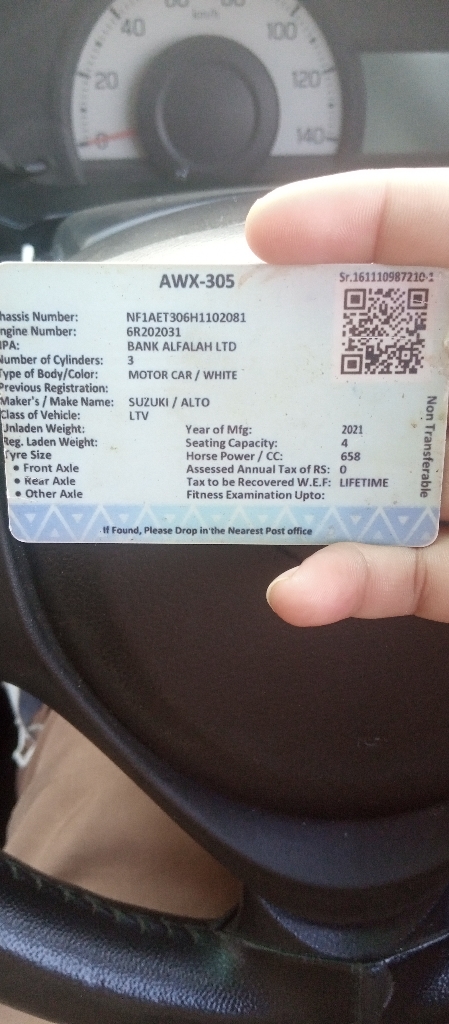 20
40
60
80
100
120
140
0
km/h
AWX-305
Sr.161110987210-1
hassis Number: NF1AET306H1102081
ngine Number: 6R202031
IPA: BANK ALFALAH LTD
Number of Cylinders: 3
Type of Body/Color: MOTOR CAR / WHITE
Previous Registration:
Maker's / Make Name: SUZUKI / ALTO
Class of Vehicle: LTV
Unladen Weight: Year of Mfg: 2021
Reg. Laden Weight: Seating Capacity: 4
Tyre Size Horse Power / CC: 658
• Front Axle Assessed Annual Tax of RS: 0
• Rear Axle Tax to be Recovered W.E.F: LIFETIME
• Other Axle Fitness Examination Upto:
Non Transferable
If Found, Please Drop in the Nearest Post office